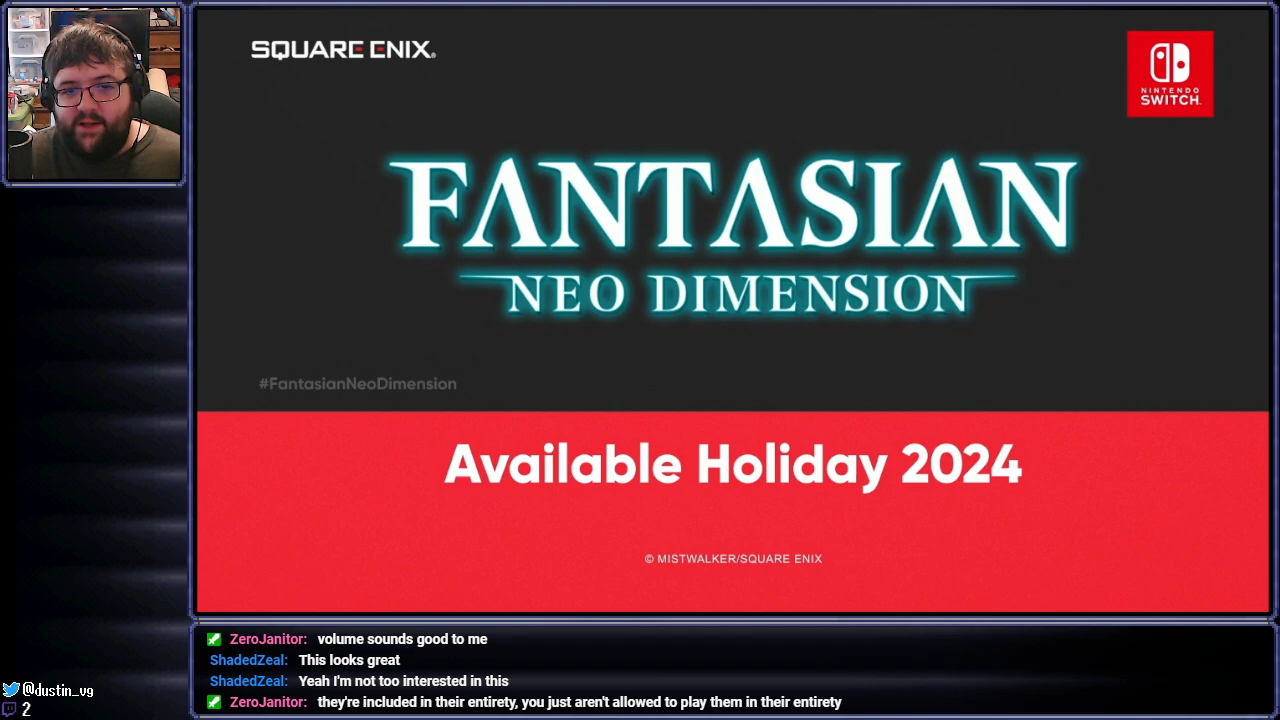 SQUARE ENIX®
NINTENDO
SWITCH
FANTASIAN
NEO DIMENSION
#FantasianNeoDimension
Available Holiday 2024
© MISTWALKER/SQUARE ENIX
ZeroJanitor: volume sounds good to me
ShadedZeal: This looks great
ShadedZeal: Yeah I'm not too interested in this
ZeroJanitor: they're included in their entirety, you just aren't allowed to play them in their entirety
@dustin_vg
2